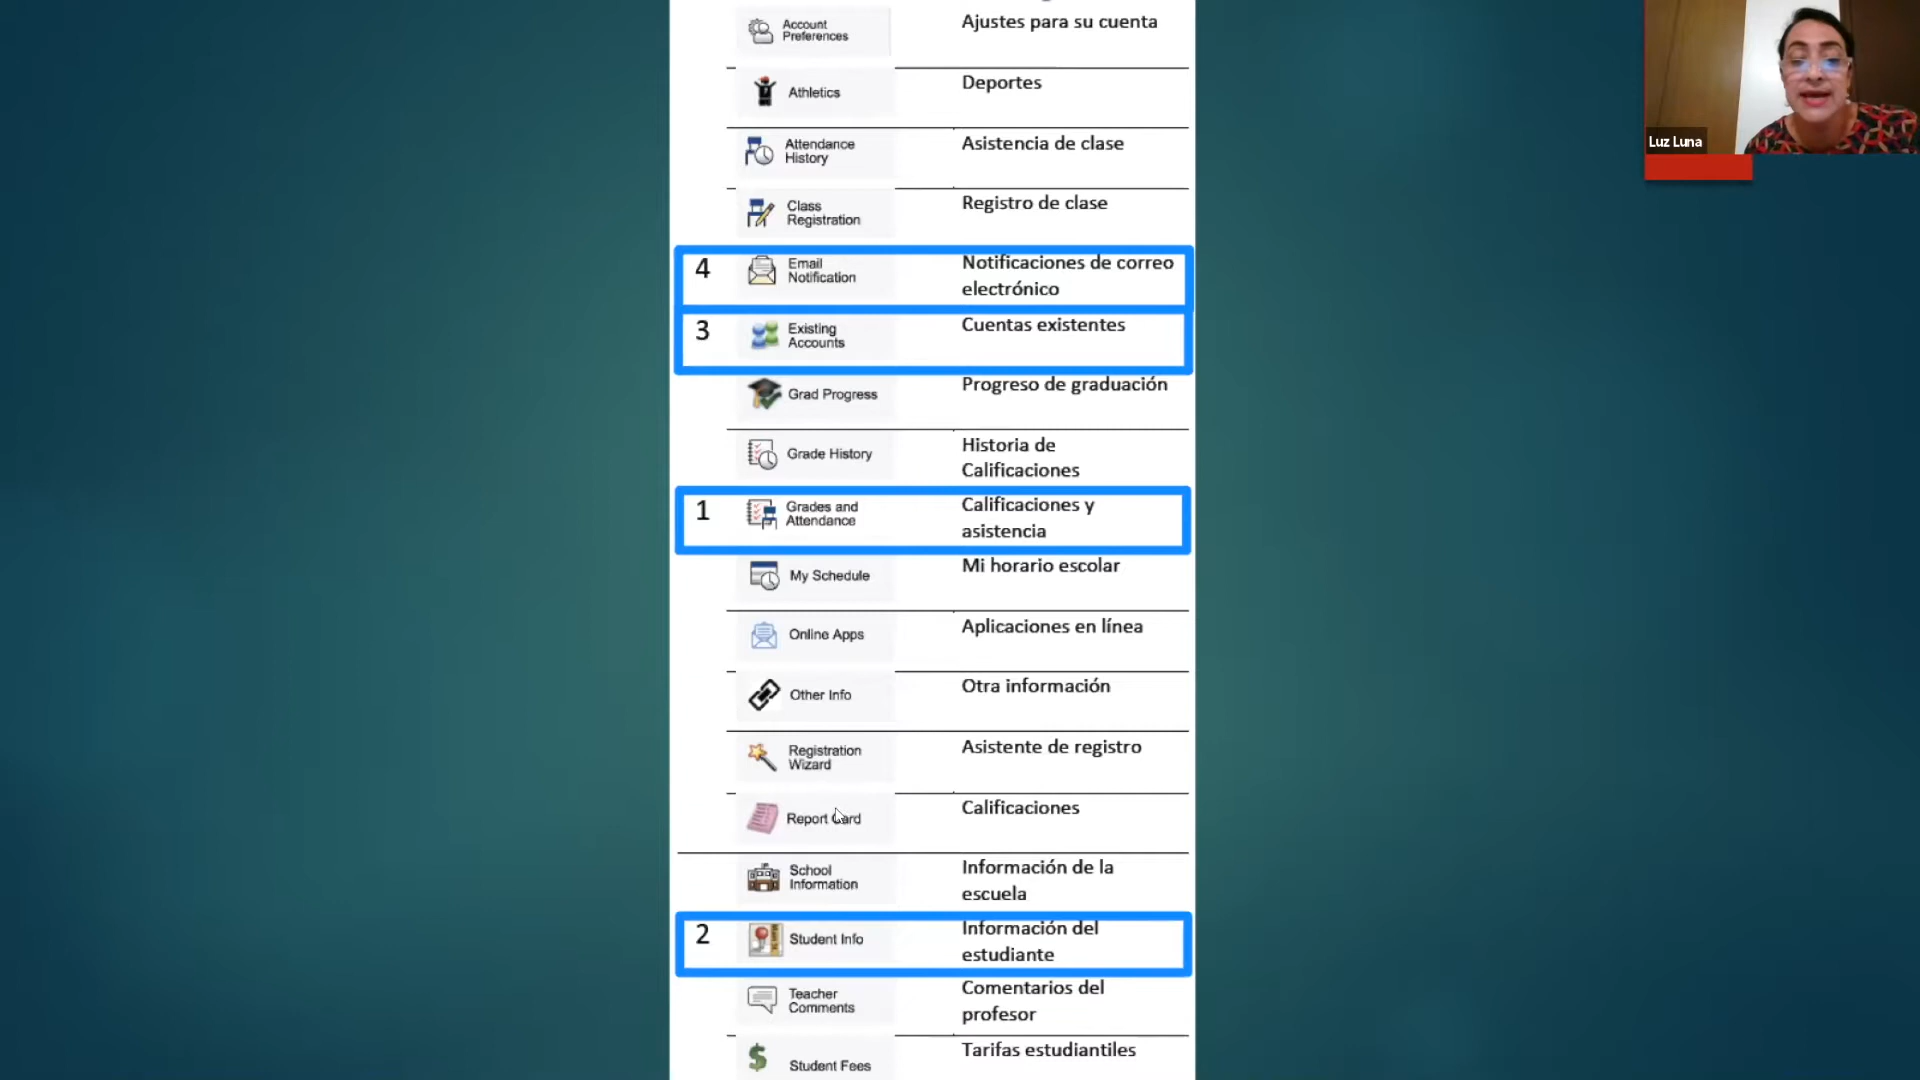 Account
Preferences
Ajustes para su cuenta
Athletics
Deportes
Attendance
History
Asistencia de clase
Class
Registration
Registro de clase
4
Email
Notification
Notificaciones de correo
electrónico
3
Existing
Accounts
Cuentas existentes
Grad Progress
Progreso de graduación
Grade History
Historia de
Calificaciones
1
Grades and
Attendance
Calificaciones y
asistencia
My Schedule
Mi horario escolar
Online Apps
Aplicaciones en línea
Other Info
Otra información
Registration
Wizard
Asistente de registro
Report Card
Calificaciones
School
Information
Información de la
escuela
2
Student Info
Información del
estudiante
Teacher
Comments
Comentarios del
profesor
Student Fees
Tarifas estudiantiles
Luz Luna